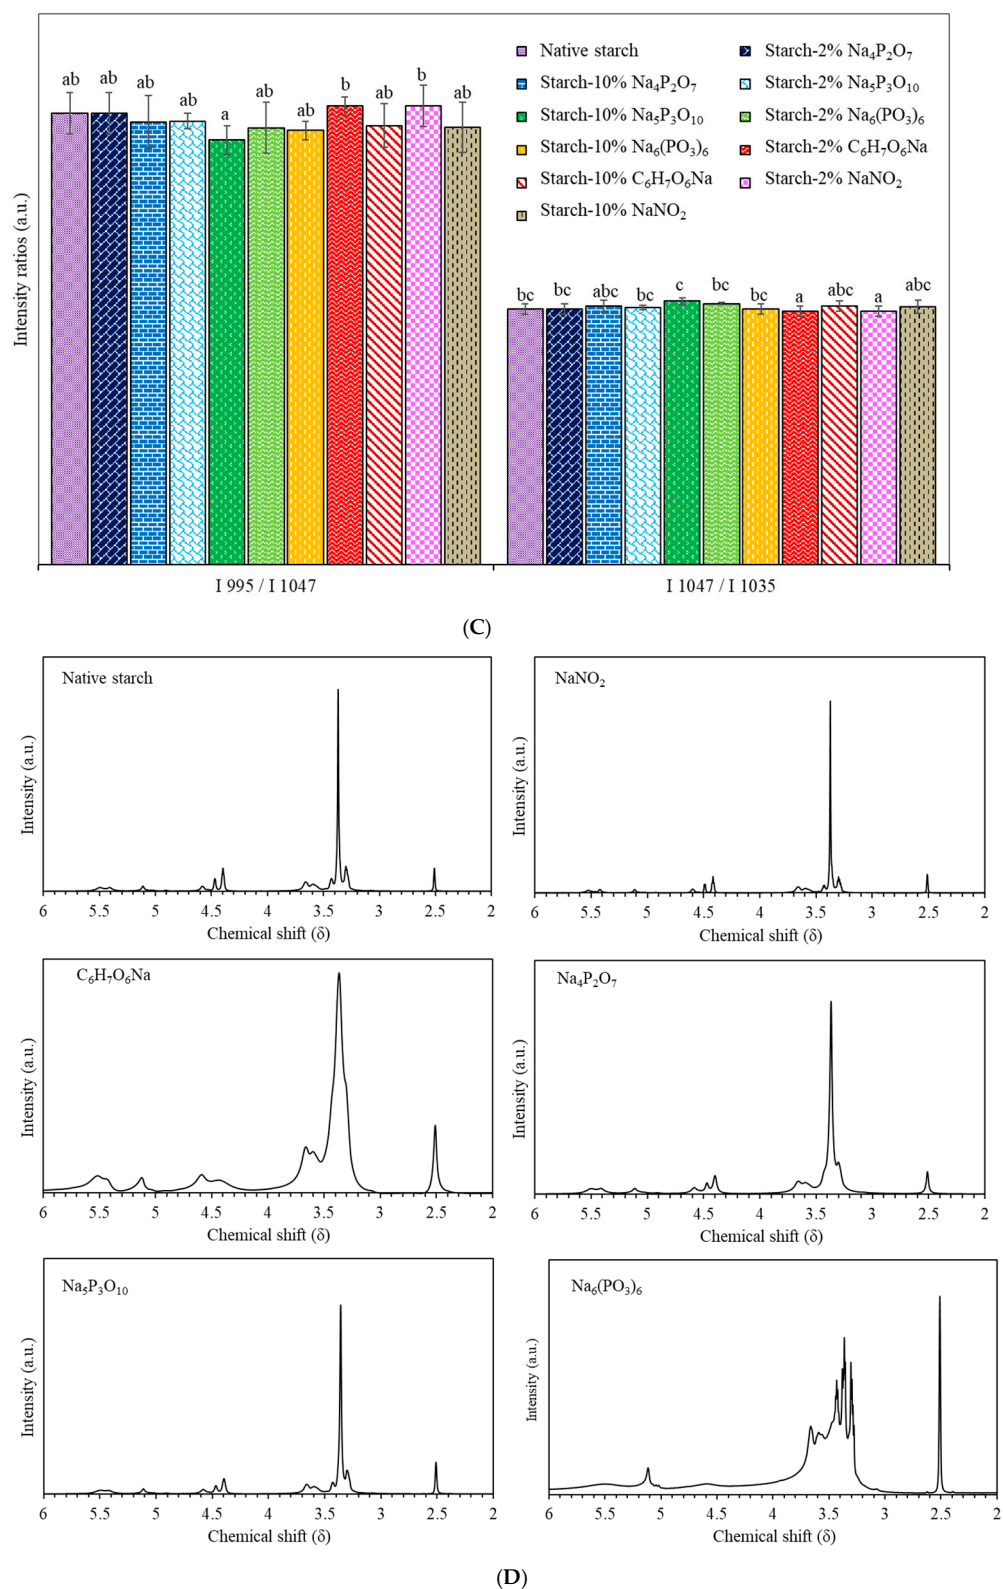 Native starch
Starch-2% Na₄P₂O₇
Starch-10% Na₄P₂O₇
Starch-2% Na₅P₃O₁₀
Starch-10% Na₅P₃O₁₀
Starch-2% Na₆(PO₃)₆
Starch-10% Na₆(PO₃)₆
Starch-2% C₆H₇O₆Na
Starch-10% C₆H₇O₆Na
Starch-2% NaNO₂
Starch-10% NaNO₂
Intensity ratios (a.u.)
ab ab ab ab a ab ab b ab b ab
bc bc abc bc c bc bc a abc a abc
I 995 / I 1047
I 1047 / I 1035
(C)
Native starch
Intensity (a.u.)
6 5.5 5 4.5 4 3.5 3 2.5 2
Chemical shift (δ)
NaNO₂
Intensity (a.u.)
6 5.5 5 4.5 4 3.5 3 2.5 2
Chemical shift (δ)
C₆H₇O₆Na
Intensity (a.u.)
6 5.5 5 4.5 4 3.5 3 2.5 2
Chemical shift (δ)
Na₄P₂O₇
Intensity (a.u.)
6 5.5 5 4.5 4 3.5 3 2.5 2
Chemical shift (δ)
Na₅P₃O₁₀
Intensity (a.u.)
6 5.5 5 4.5 4 3.5 3 2.5 2
Chemical shift (δ)
Na₆(PO₃)₆
Intensity (a.u.)
6 5.5 5 4.5 4 3.5 3 2.5 2
Chemical shift (δ)
(D)